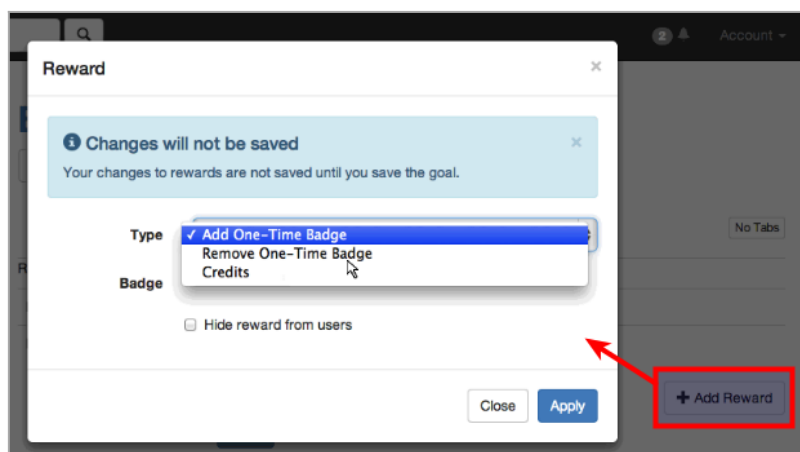 2 Account
Reward ×
Changes will not be saved ×
Your changes to rewards are not saved until you save the goal.
No Tabs
Type ✓ Add One-Time Badge
Remove One-Time Badge
Credits
Badge
Hide reward from users
+ Add Reward
Close Apply